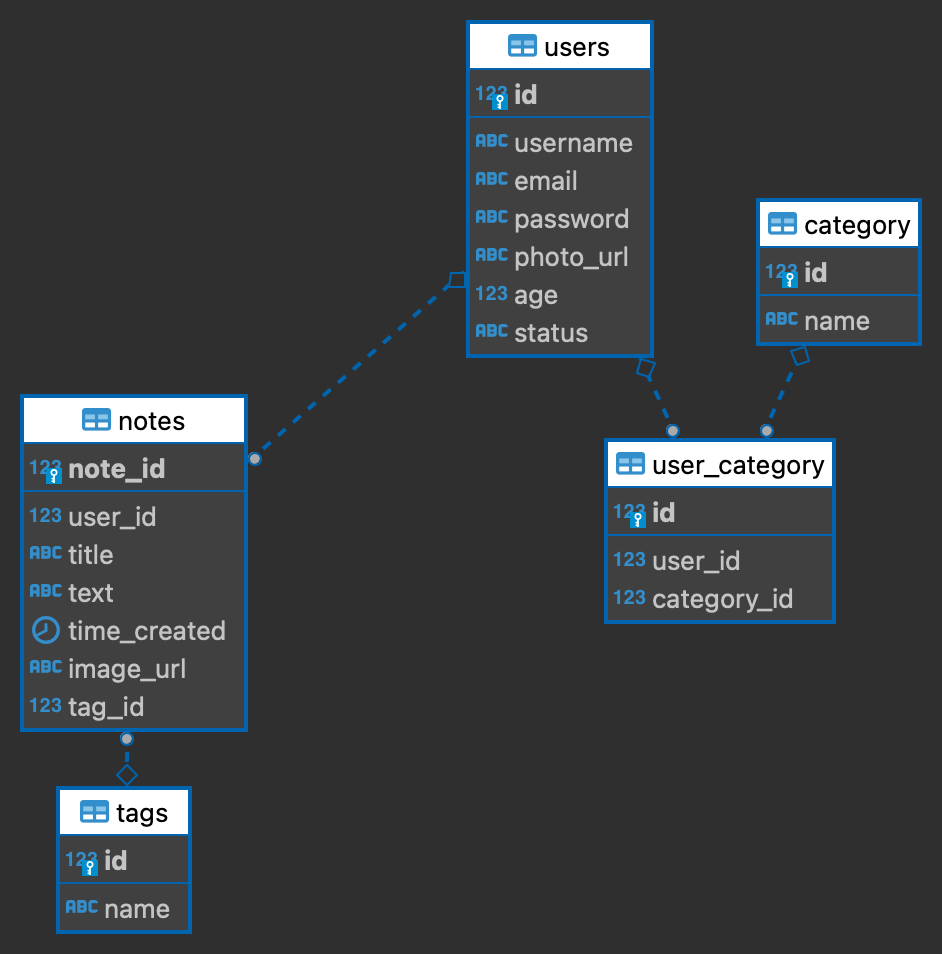 users
123 id
ABC username
ABC email
ABC password
ABC photo_url
123 age
ABC status
category
123 id
ABC name
notes
123 note_id
123 user_id
ABC title
ABC text
time_created
ABC image_url
123 tag_id
user_category
123 id
123 user_id
123 category_id
tags
123 id
ABC name